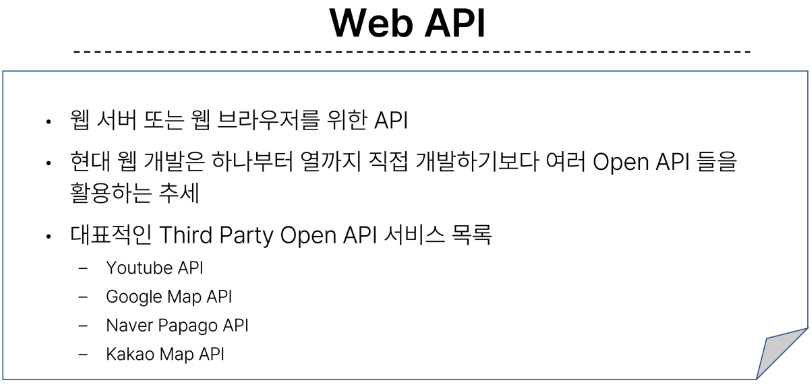 Web API
• 웹 서버 또는 웹 브라우저를 위한 API
• 현대 웹 개발은 하나부터 열까지 직접 개발하기보다 여러 Open API 들을
활용하는 추세
• 대표적인 Third Party Open API 서비스 목록
– Youtube API
– Google Map API
– Naver Papago API
– Kakao Map API